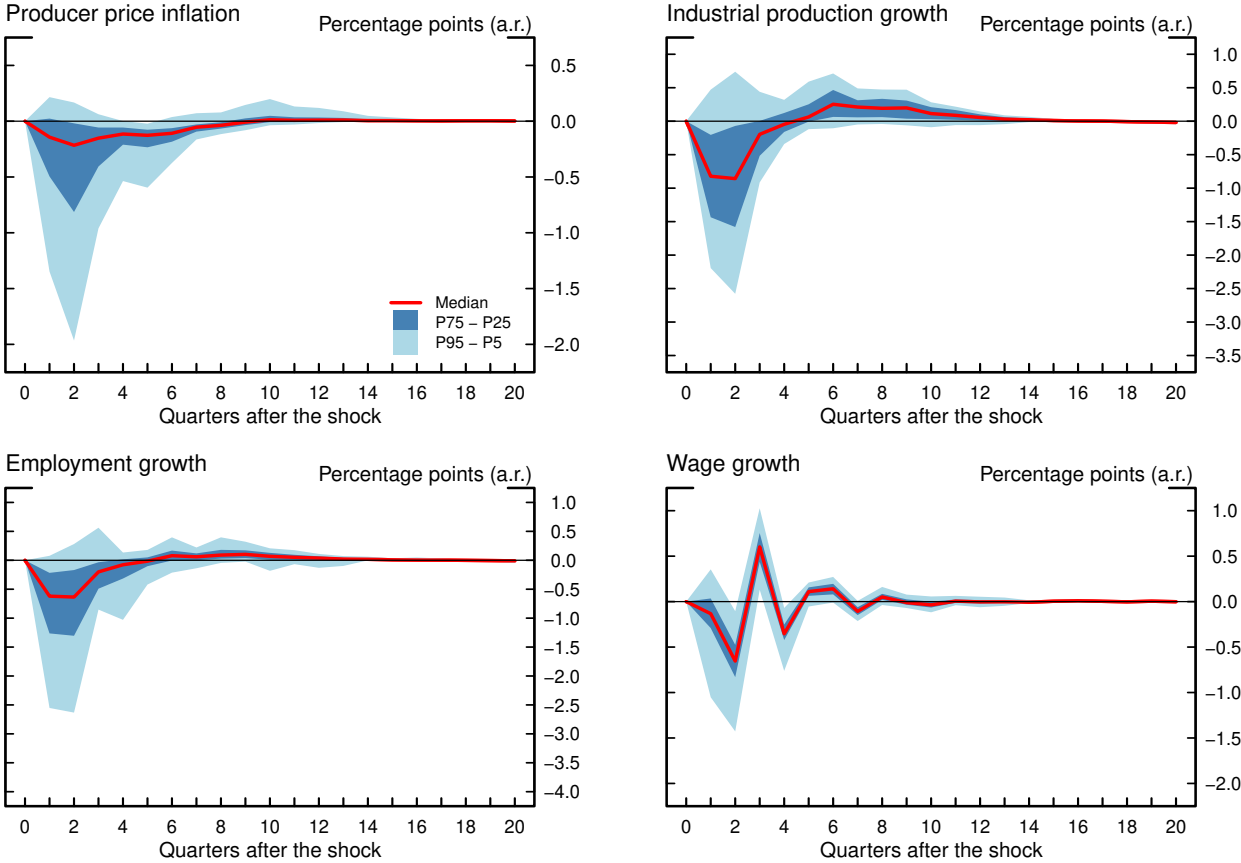 Producer price inflation
Percentage points (a.r.)
0.5
0.0
−0.5
−1.0
−1.5
−2.0
Median
P75 − P25
P95 − P5
0 2 4 6 8 10 12 14 16 18 20
Quarters after the shock
Industrial production growth
Percentage points (a.r.)
1.0
0.5
0.0
−0.5
−1.0
−1.5
−2.0
−2.5
−3.0
−3.5
0 2 4 6 8 10 12 14 16 18 20
Quarters after the shock
Employment growth
Percentage points (a.r.)
1.0
0.5
0.0
−0.5
−1.0
−1.5
−2.0
−2.5
−3.0
−3.5
−4.0
0 2 4 6 8 10 12 14 16 18 20
Quarters after the shock
Wage growth
Percentage points (a.r.)
1.0
0.5
0.0
−0.5
−1.0
−1.5
−2.0
0 2 4 6 8 10 12 14 16 18 20
Quarters after the shock